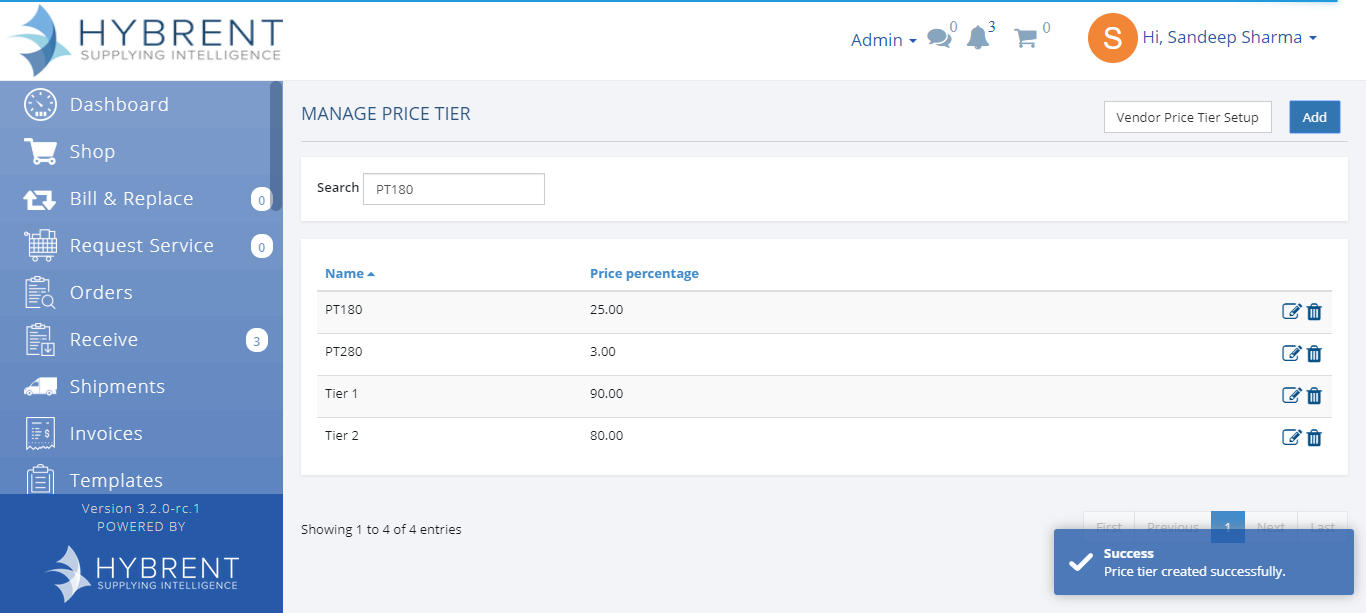 HYBRENT
SUPPLYING INTELLIGENCE
Admin
0
3
0
S
Hi, Sandeep Sharma
Dashboard
Shop
Bill & Replace
0
Request Service
0
Orders
Receive
3
Shipments
Invoices
Templates
Version 3.2.0-rc.1
POWERED BY
HYBRENT
SUPPLYING INTELLIGENCE
MANAGE PRICE TIER
Vendor Price Tier Setup
Add
Search PT180
Name Price percentage
PT180 25.00
PT280 3.00
Tier 1 90.00
Tier 2 80.00
Showing 1 to 4 of 4 entries
First Previous 1 Next Last
Success
Price tier created successfully.